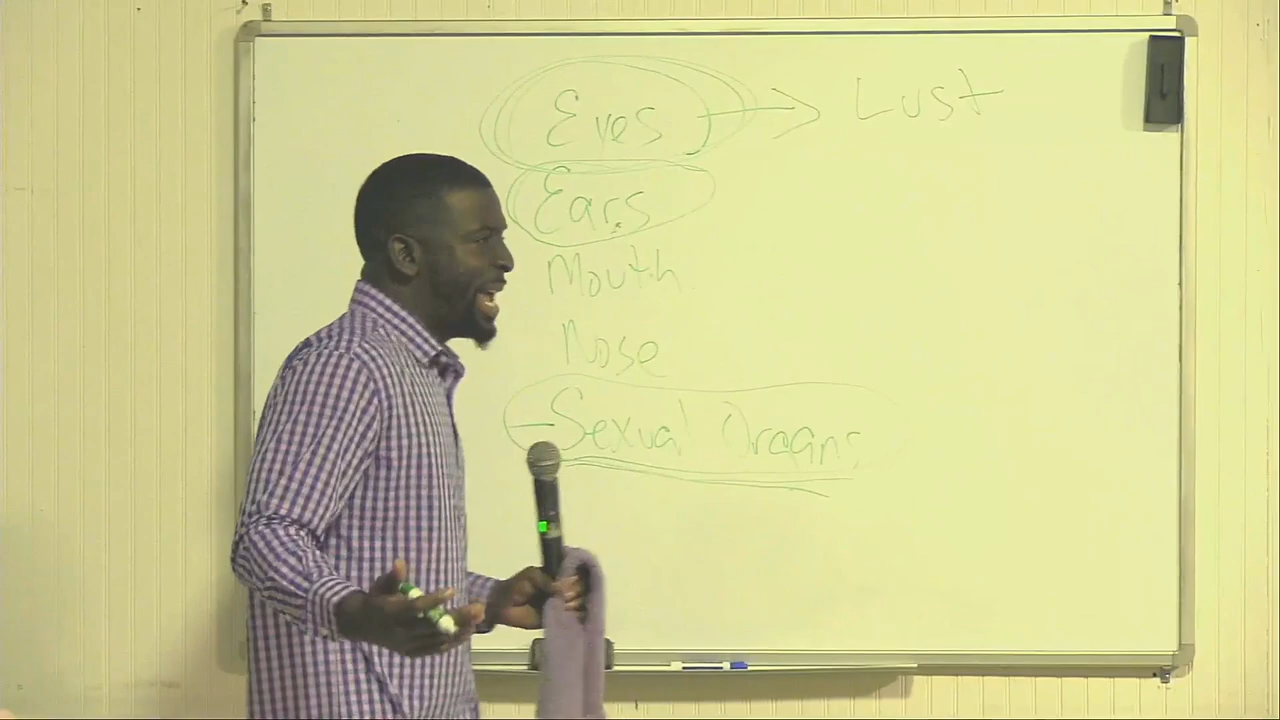 Eyes → Lust
Ears
Mouth
Nose
- Sexual Organs